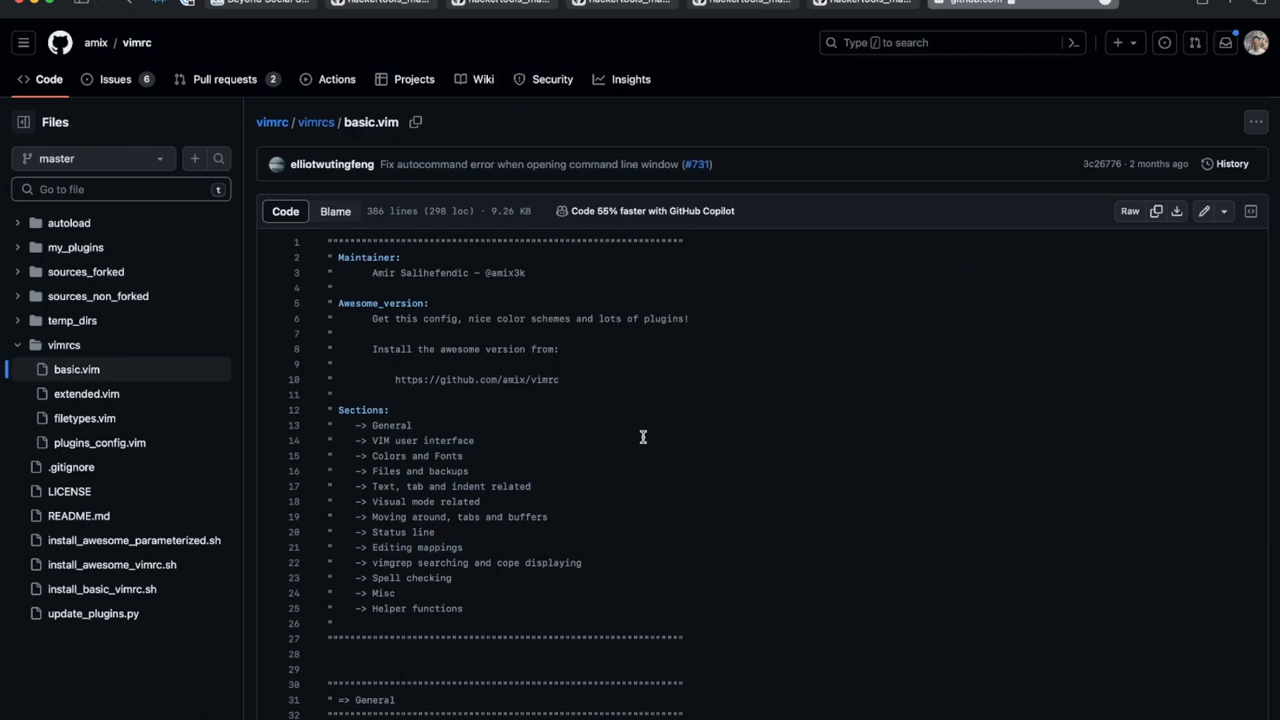 amix / vimrc
Type / to search
Code
Issues 6
Pull requests 2
Actions
Projects
Wiki
Security
Insights
Files
master
Go to file t
autoload
my_plugins
sources_forked
sources_non_forked
temp_dirs
vimrcs
basic.vim
extended.vim
filetypes.vim
plugins_config.vim
.gitignore
LICENSE
README.md
install_awesome_parameterized.sh
install_awesome_vimrc.sh
install_basic_vimrc.sh
update_plugins.py
vimrc / vimrcs / basic.vim
elliotwutingfeng Fix autocommand error when opening command line window (#731)
3c26776 · 2 months ago History
Code Blame 386 lines (298 loc) · 9.26 KB Code 55% faster with GitHub Copilot Raw
1 """""""""""""""""""""""""""""""""""""""""""""""""""""""""""""""
2 " Maintainer:
3 " Amir Salihefendic — @amix3k
4 "
5 " Awesome_version:
6 " Get this config, nice color schemes and lots of plugins!
7 "
8 " Install the awesome version from:
9 "
10 " https://github.com/amix/vimrc
11 "
12 " Sections:
13 " -> General
14 " -> VIM user interface
15 " -> Colors and Fonts
16 " -> Files and backups
17 " -> Text, tab and indent related
18 " -> Visual mode related
19 " -> Moving around, tabs and buffers
20 " -> Status line
21 " -> Editing mappings
22 " -> vimgrep searching and cope displaying
23 " -> Spell checking
24 " -> Misc
25 " -> Helper functions
26 "
27 """""""""""""""""""""""""""""""""""""""""""""""""""""""""""""""
28
29
30 """""""""""""""""""""""""""""""""""""""""""""""""""""""""""""""
31 " => General
32 """""""""""""""""""""""""""""""""""""""""""""""""""""""""""""""